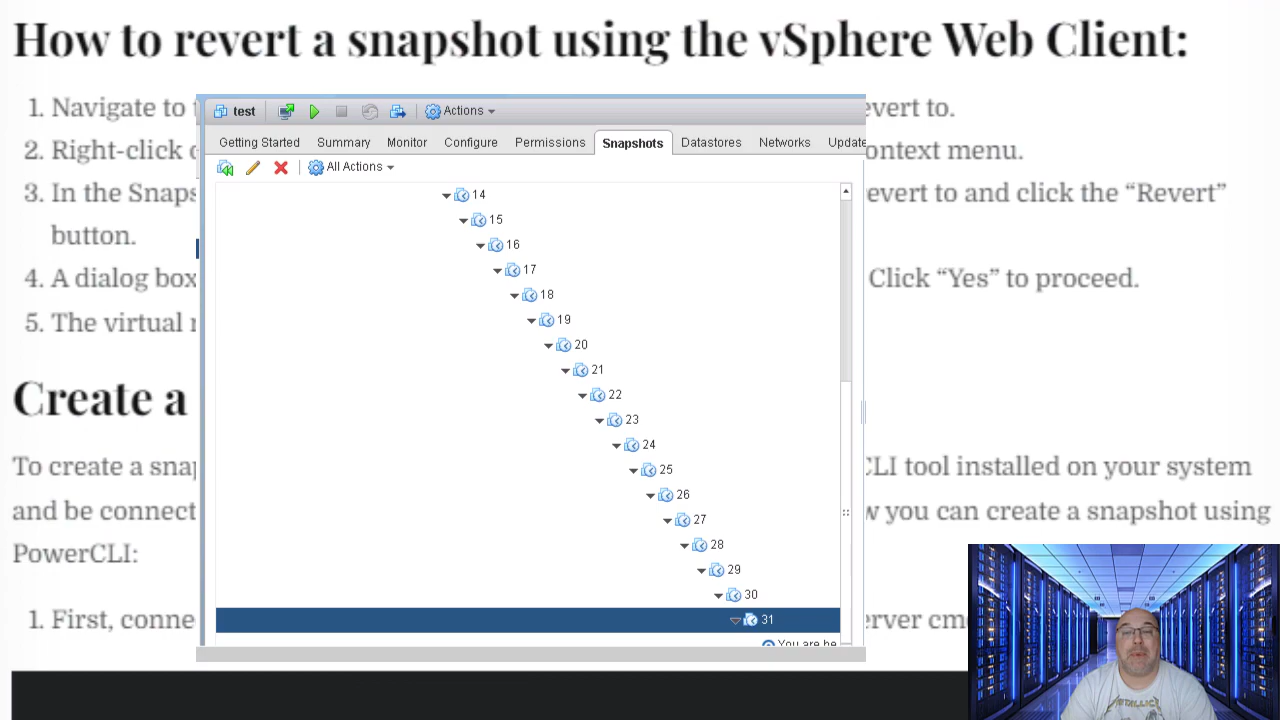 How to revert a snapshot using the vSphere Web Client:
1. Navigate to evert to.
2. Right-click ontext menu.
3. In the Snaps evert to and click the “Revert”
button.
4. A dialog box Click “Yes” to proceed.
5. The virtual
Create a
To create a snap CLI tool installed on your system
and be connect w you can create a snapshot using
PowerCLI:
1. First, conne erver cm
test
Actions
Getting Started Summary Monitor Configure Permissions Snapshots Datastores Networks Update
All Actions
14
15
16
17
18
19
20
21
22
23
24
25
26
27
28
29
30
31
You are he
METALLICA